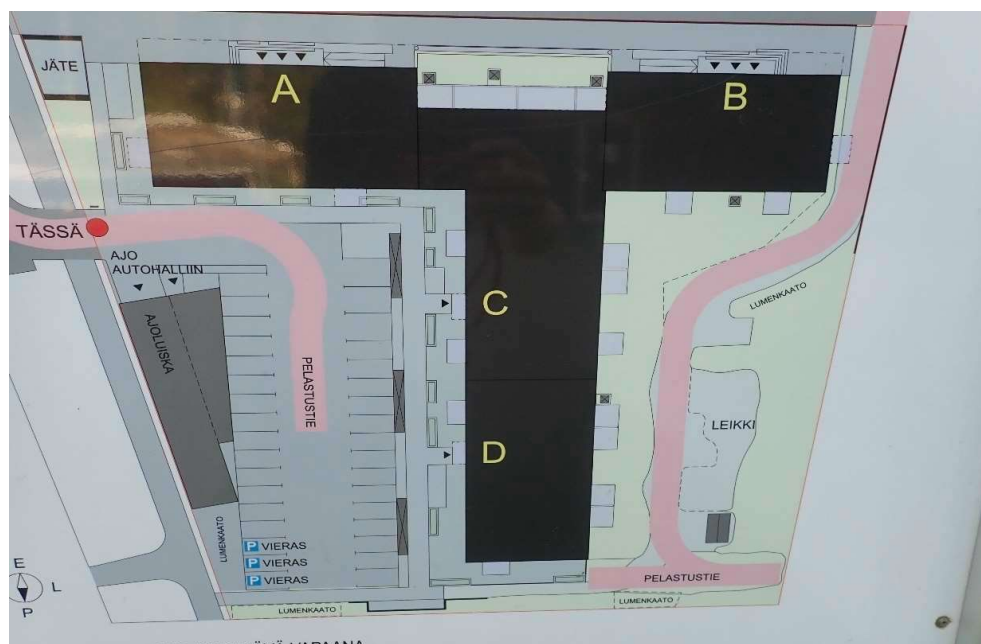 JÄTE
A
B
TÄSSÄ
AJO
AUTOHALLIIN
AJOLUISKA
PELASTUSTIE
C
LUMENKAATO
LEIKKI
D
LUMENKAATO
P VIERAS
P VIERAS
P VIERAS
PELASTUSTIE
LUMENKAATO
LUMENKAATO
E
L
P